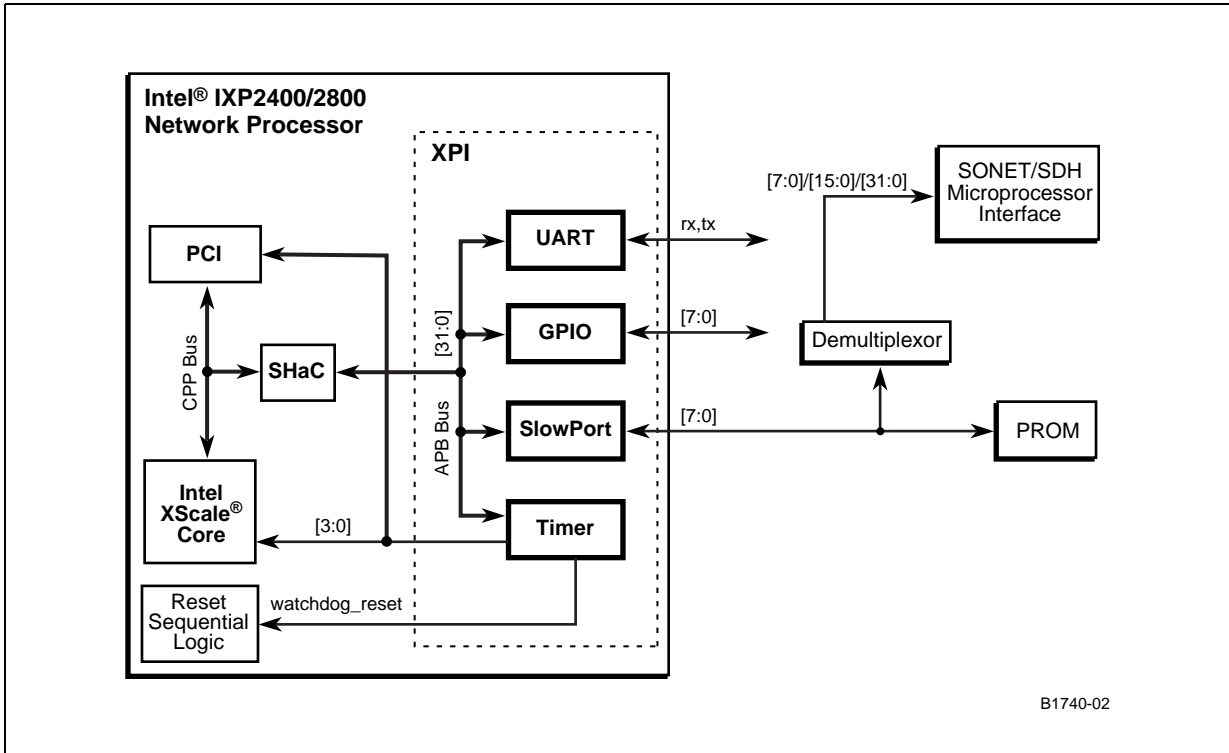 Intel® IXP2400/2800
Network Processor
XPI
[7:0]/[15:0]/[31:0]
SONET/SDH
Microprocessor
Interface
UART
rx,tx
PCI
[31:0]
GPIO
[7:0]
Demultiplexor
CPP Bus
SHaC
APB Bus
SlowPort
[7:0]
PROM
Intel
XScale®
Core
[3:0]
Timer
Reset
Sequential
Logic
watchdog_reset
B1740-02